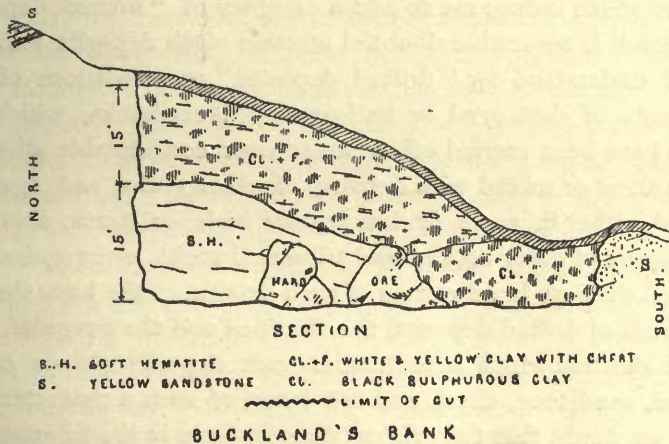 S
15'
CL.+F.
NORTH
15
S.H.
HARD
ORE
CL.
S
SOUTH
SECTION
S.H. SOFT HEMATITE CL.+F. WHITE & YELLOW CLAY WITH CHERT
S. YELLOW SANDSTONE CL. BLACK SULPHUROUS CLAY
LIMIT OF CUT
BUCKLAND'S BANK